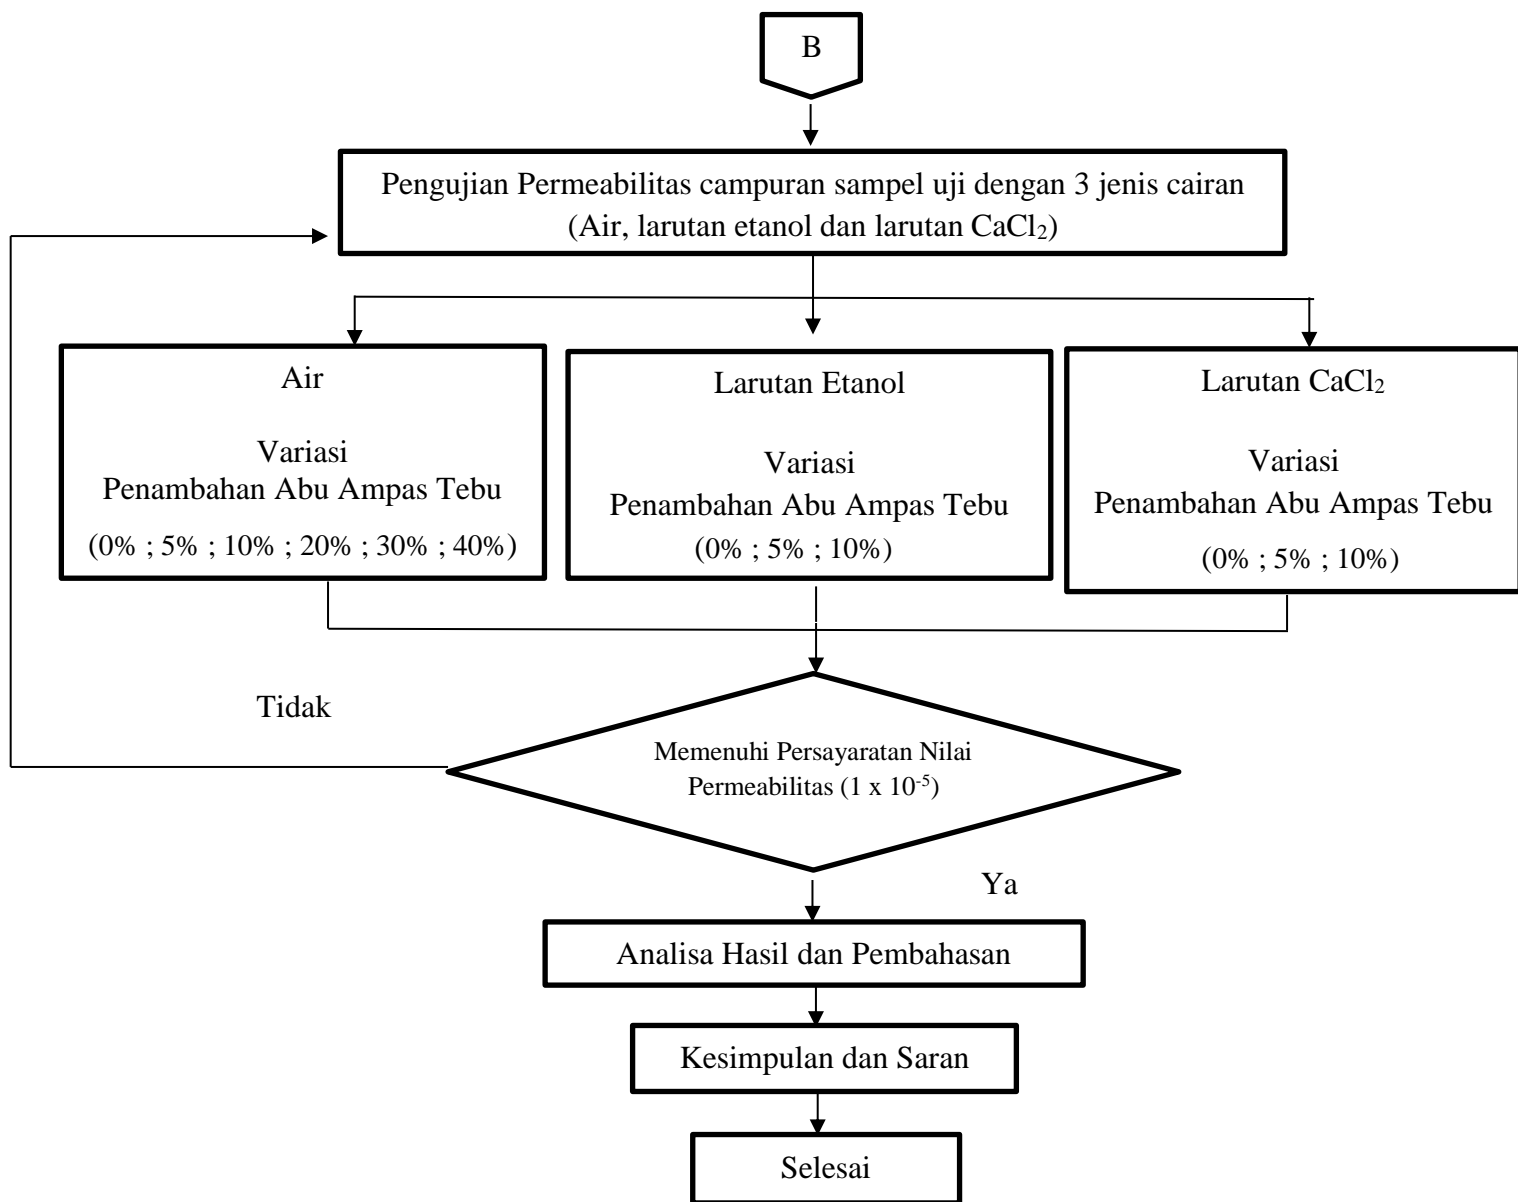 B
Pengujian Permeabilitas campuran sampel uji dengan 3 jenis cairan
(Air, larutan etanol dan larutan CaCl₂)
Air
Variasi
Penambahan Abu Ampas Tebu
(0% ; 5% ; 10% ; 20% ; 30% ; 40%)
Larutan Etanol
Variasi
Penambahan Abu Ampas Tebu
(0% ; 5% ; 10%)
Larutan CaCl₂
Variasi
Penambahan Abu Ampas Tebu
(0% ; 5% ; 10%)
Tidak
Memenuhi Persayaratan Nilai
Permeabilitas (1 x 10⁻⁵)
Ya
Analisa Hasil dan Pembahasan
Kesimpulan dan Saran
Selesai